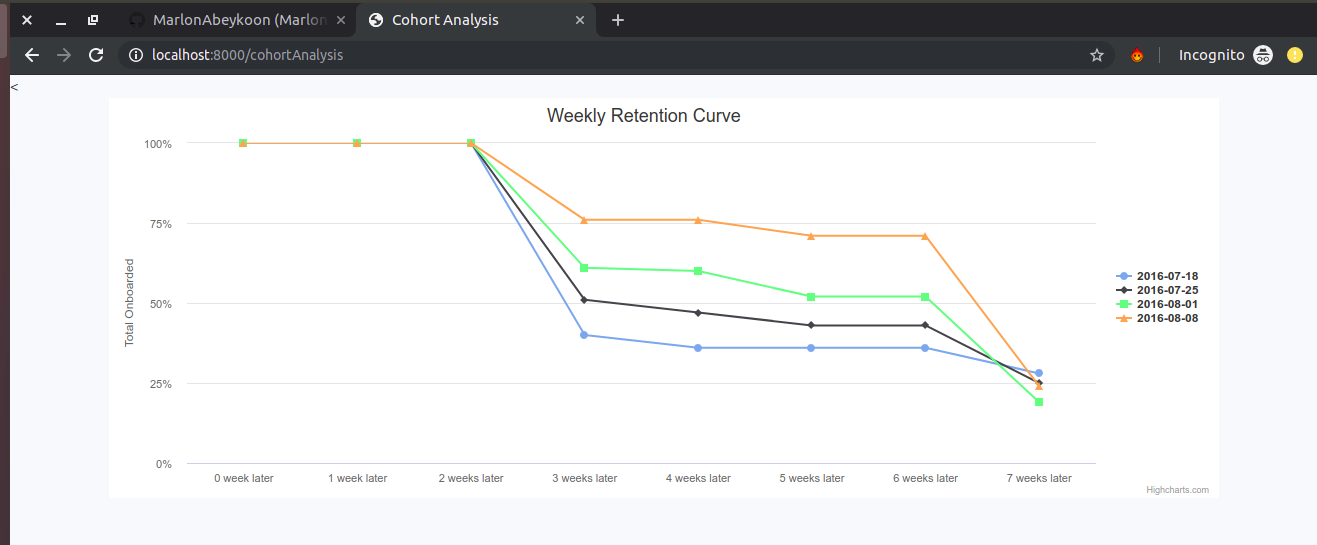 MarlonAbeykoon (Marlon
Cohort Analysis
localhost:8000/cohortAnalysis
Incognito
<
Weekly Retention Curve
100%
75%
50%
25%
0%
Total Onboarded
0 week later
1 week later
2 weeks later
3 weeks later
4 weeks later
5 weeks later
6 weeks later
7 weeks later
2016-07-18
2016-07-25
2016-08-01
2016-08-08
Highcharts.com